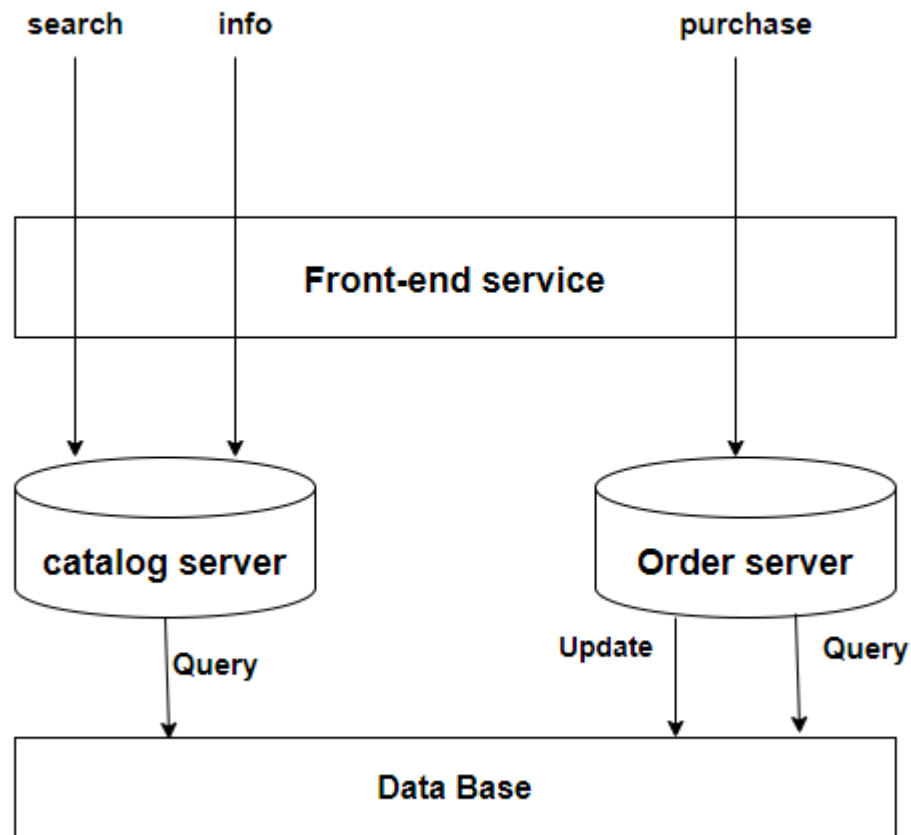 search
info
purchase
Front-end service
catalog server
Order server
Query
Update
Query
Data Base